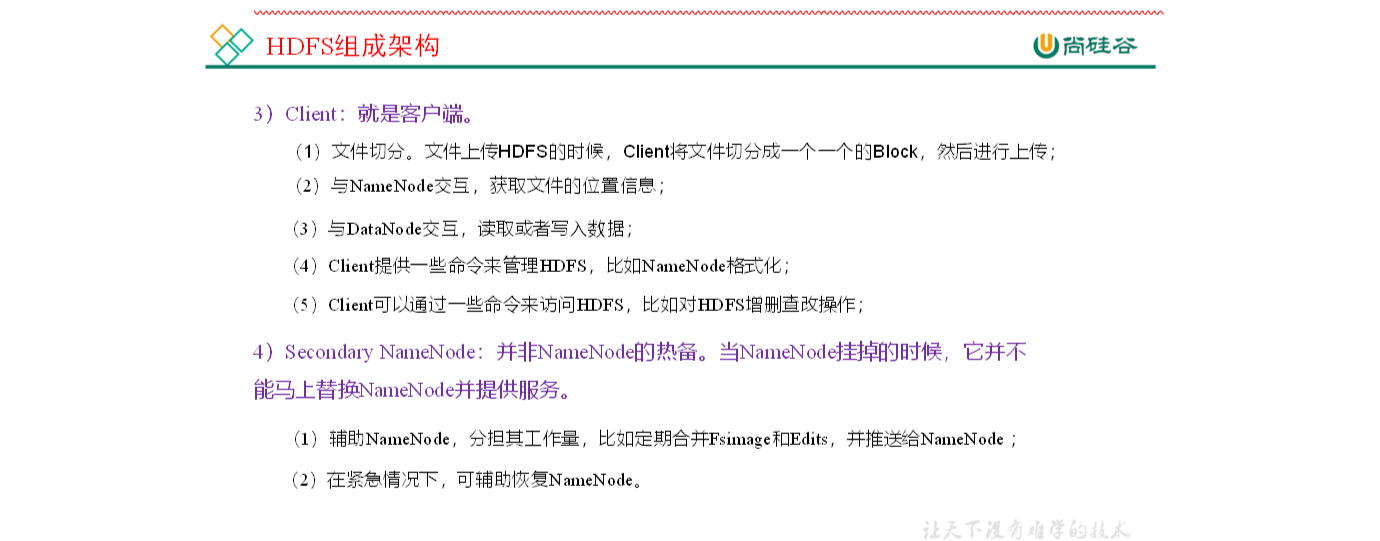 HDFS组成架构
尚硅谷
3）Client：就是客户端。
（1）文件切分。文件上传HDFS的时候，Client将文件切分成一个一个的Block，然后进行上传；
（2）与NameNode交互，获取文件的位置信息；
（3）与DataNode交互，读取或者写入数据；
（4）Client提供一些命令来管理HDFS，比如NameNode格式化；
（5）Client可以通过一些命令来访问HDFS，比如对HDFS增删查改操作；
4）Secondary NameNode：并非NameNode的热备。当NameNode挂掉的时候，它并不
能马上替换NameNode并提供服务。
（1）辅助NameNode，分担其工作量，比如定期合并Fsimage和Edits，并推送给NameNode ；
（2）在紧急情况下，可辅助恢复NameNode。
让天下没有难学的技术